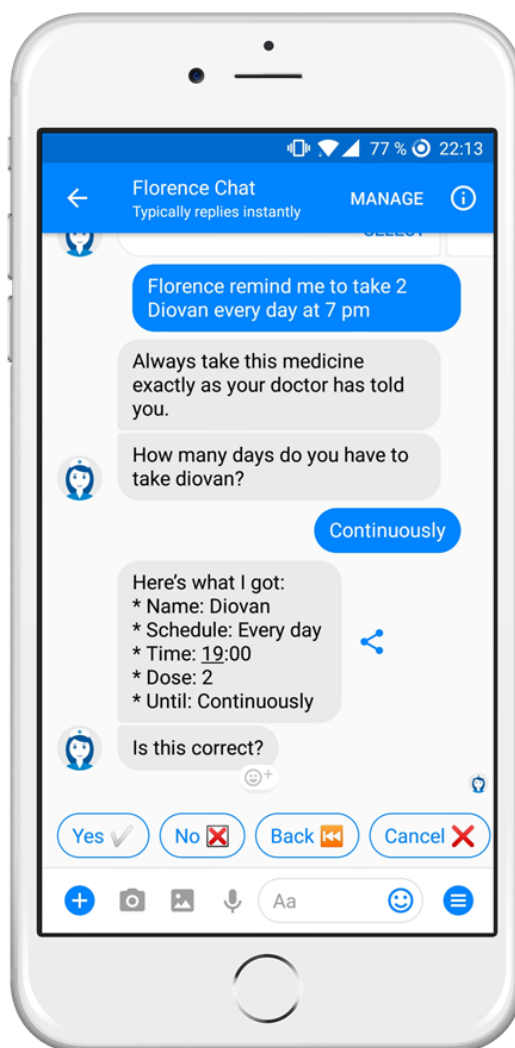 77 % 22:13
Florence Chat
Typically replies instantly
MANAGE
Florence remind me to take 2
Diovan every day at 7 pm
Always take this medicine
exactly as your doctor has told
you.
How many days do you have to
take diovan?
Continuously
Here's what I got:
* Name: Diovan
* Schedule: Every day
* Time: 19:00
* Dose: 2
* Until: Continuously
Is this correct?
Yes No Back Cancel
Aa